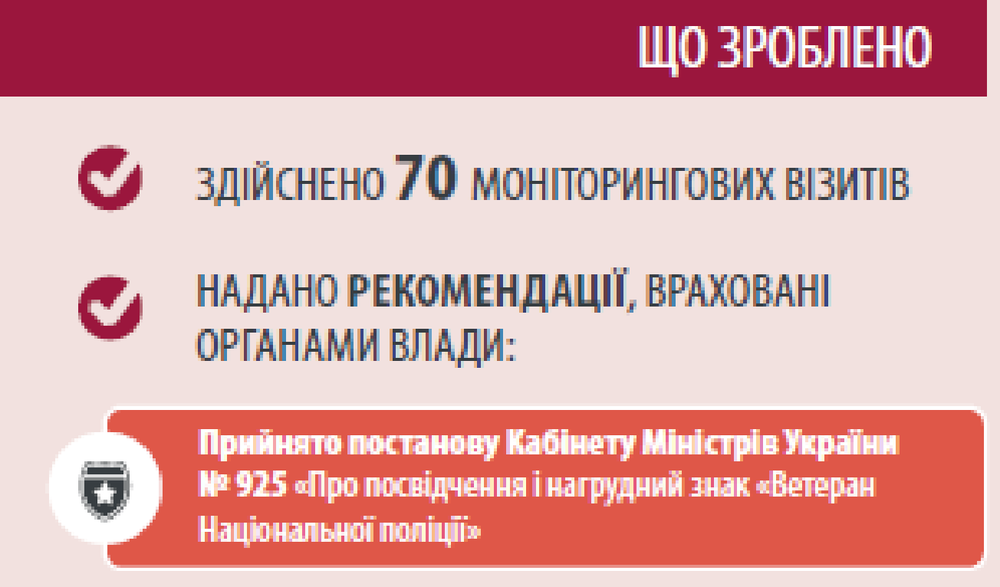 ЩО ЗРОБЛЕНО
ЗДІЙСНЕНО 70 МОНІТОРИНГОВИХ ВІЗИТІВ
НАДАНО РЕКОМЕНДАЦІЇ, ВРАХОВАНІ
ОРГАНАМИ ВЛАДИ:
Прийнято постанову Кабінету Міністрів України
№ 925 «Про посвідчення і нагрудний знак «Ветеран
Національної поліції»